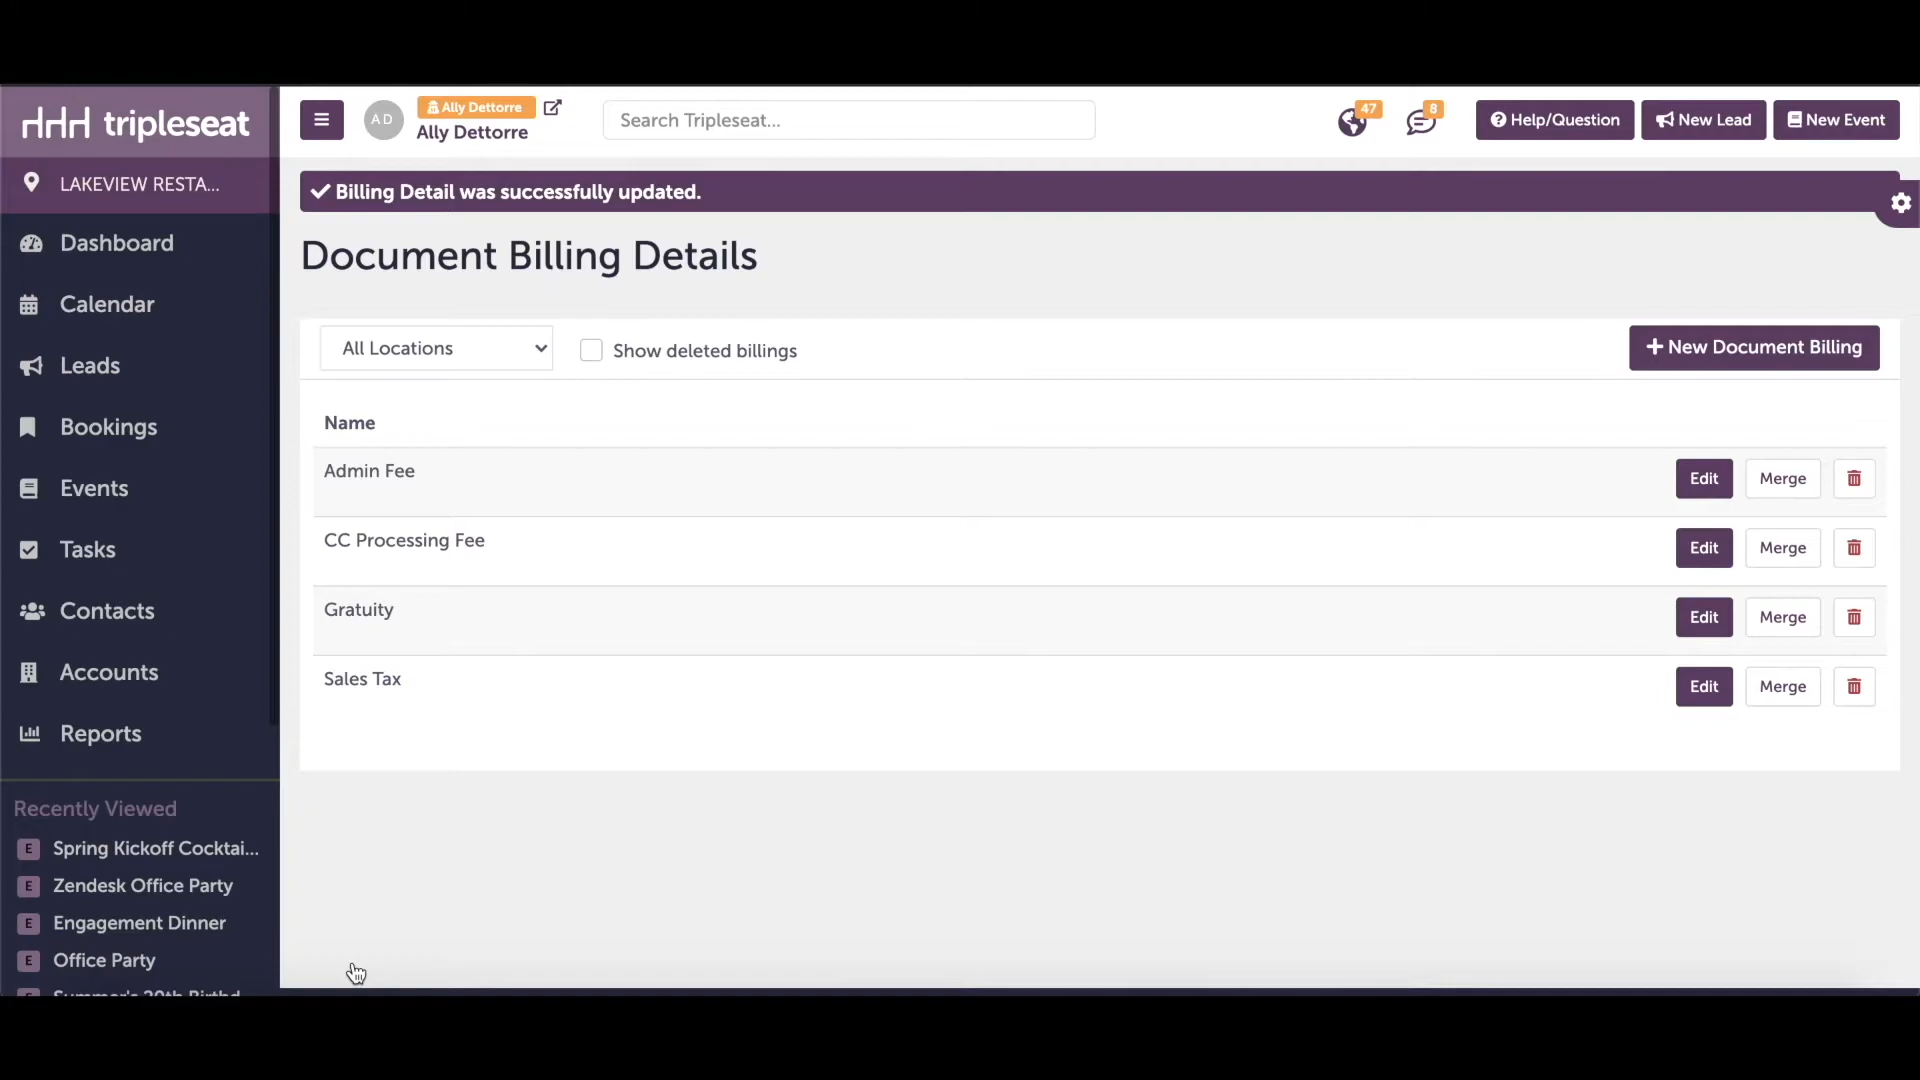 tripleseat
LAKEVIEW RESTA...
Dashboard
Calendar
Leads
Bookings
Events
Tasks
Contacts
Accounts
Reports
Recently Viewed
E Spring Kickoff Cocktai...
E Zendesk Office Party
E Engagement Dinner
E Office Party
AD
Ally Dettorre
Ally Dettorre
Search Tripleseat...
47
8
Help/Question
New Lead
New Event
Billing Detail was successfully updated.
Document Billing Details
All Locations
Show deleted billings
+ New Document Billing
Name
Admin Fee Edit Merge
CC Processing Fee Edit Merge
Gratuity Edit Merge
Sales Tax Edit Merge